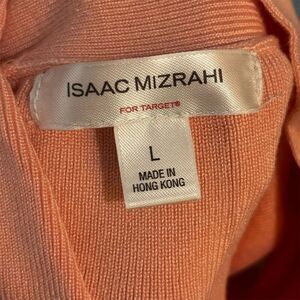 ISAAC MIZRAHI
FOR TARGET®
L
MADE IN
HONG KONG